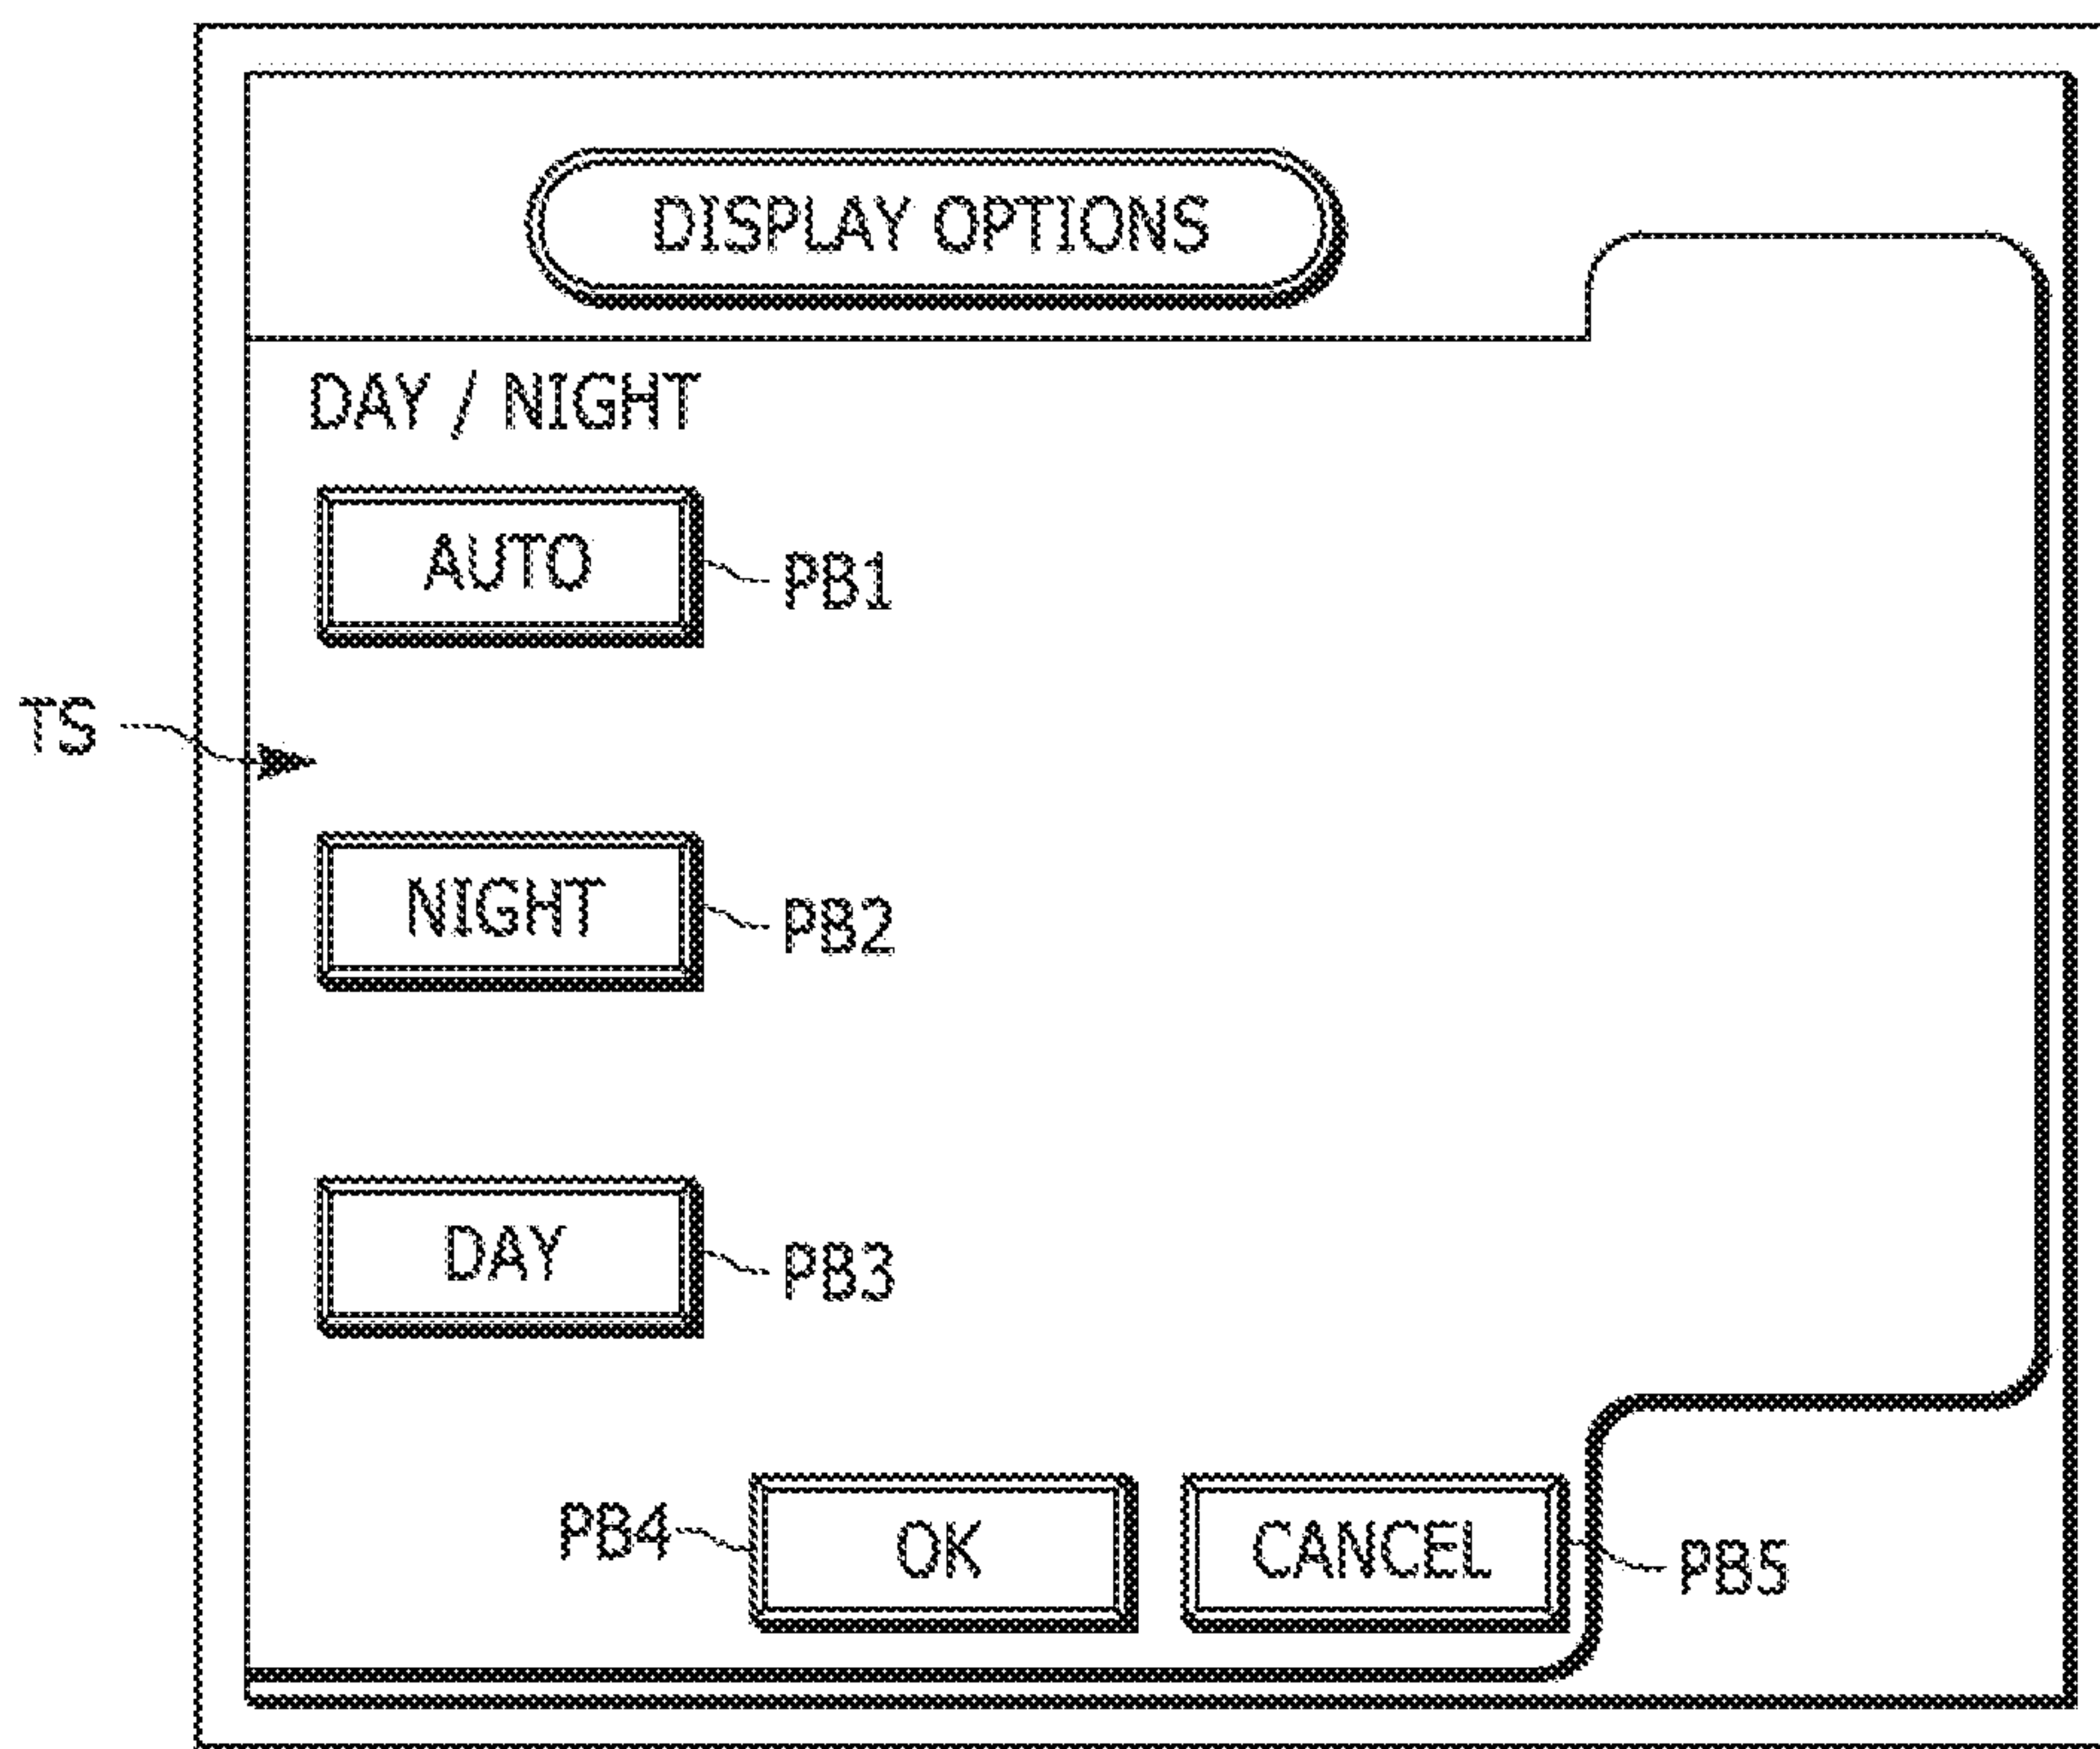 DISPLAY OPTIONS
DAY / NIGHT
AUTO
PB1
TS
NIGHT
PB2
DAY
PB3
PB4
OK
CANCEL
PB5